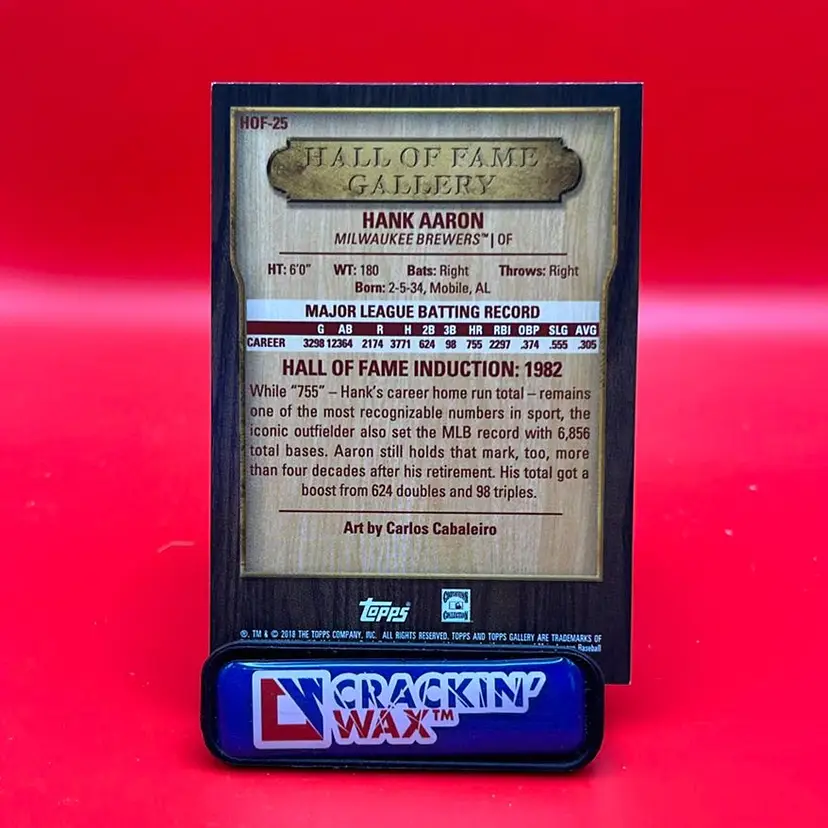 HOF-25
HALL OF FAME
GALLERY
HANK AARON
MILWAUKEE BREWERS™ | OF
HT: 6'0" WT: 180 Bats: Right Throws: Right
Born: 2-5-34, Mobile, AL
MAJOR LEAGUE BATTING RECORD
G AB R H 2B 3B HR RBI OBP SLG AVG
CAREER 3298 12364 2174 3771 624 98 755 2297 .374 .555 .305
HALL OF FAME INDUCTION: 1982
While "755" – Hank's career home run total – remains
one of the most recognizable numbers in sport, the
iconic outfielder also set the MLB record with 6,856
total bases. Aaron still holds that mark, too, more
than four decades after his retirement. His total got a
boost from 624 doubles and 98 triples.
Art by Carlos Cabaleiro
topps®
COOPERSTOWN
COLLECTION
®, TM & © 2018 THE TOPPS COMPANY, INC. ALL RIGHTS RESERVED. TOPPS AND TOPPS GALLERY ARE TRADEMARKS OF
Baseball
CW CRACKIN'
WAX™